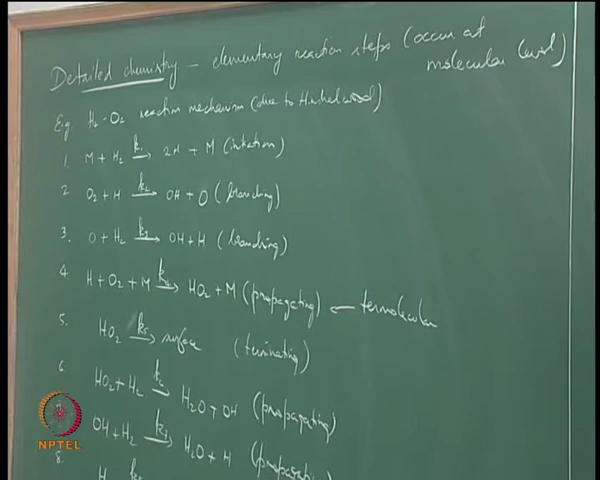 Detailed chemistry – elementary reaction steps (occur at
molecular level)
E.g. H₂-O₂ reaction mechanism (due to Hinshelwood)
1. M + H₂ —k₁→ 2H + M (initiation)
2. O₂ + H —k₂→ OH + O (branching)
3. O + H₂ —k₃→ OH + H (branching)
4. H + O₂ + M —k₄→ HO₂ + M (propagating) ← termolecular
5. HO₂ —k₅→ surface (terminating)
6. HO₂ + H₂ —k₆→ H₂O + OH (propagating)
OH + H₂ —k₇→ H₂O + H (propagating)
8. H
NPTEL